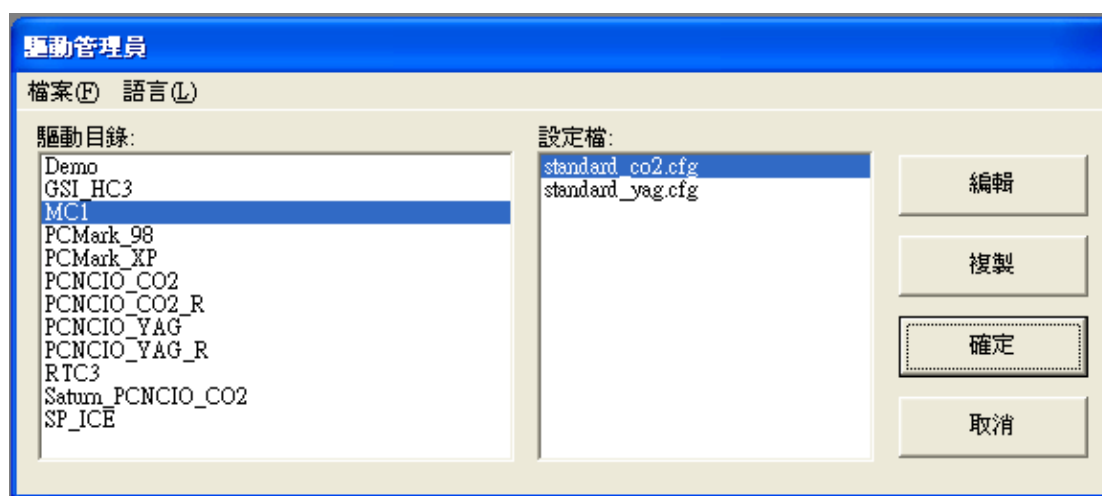 驅動管理員
檔案(F) 語言(L)
驅動目錄:
Demo
GSI_HC3
MC1
PCMark_98
PCMark_XP
PCNCIO_CO2
PCNCIO_CO2_R
PCNCIO_YAG
PCNCIO_YAG_R
RTC3
Saturn_PCNCIO_CO2
SP_ICE
設定檔:
standard_co2.cfg
standard_yag.cfg
編輯
複製
確定
取消